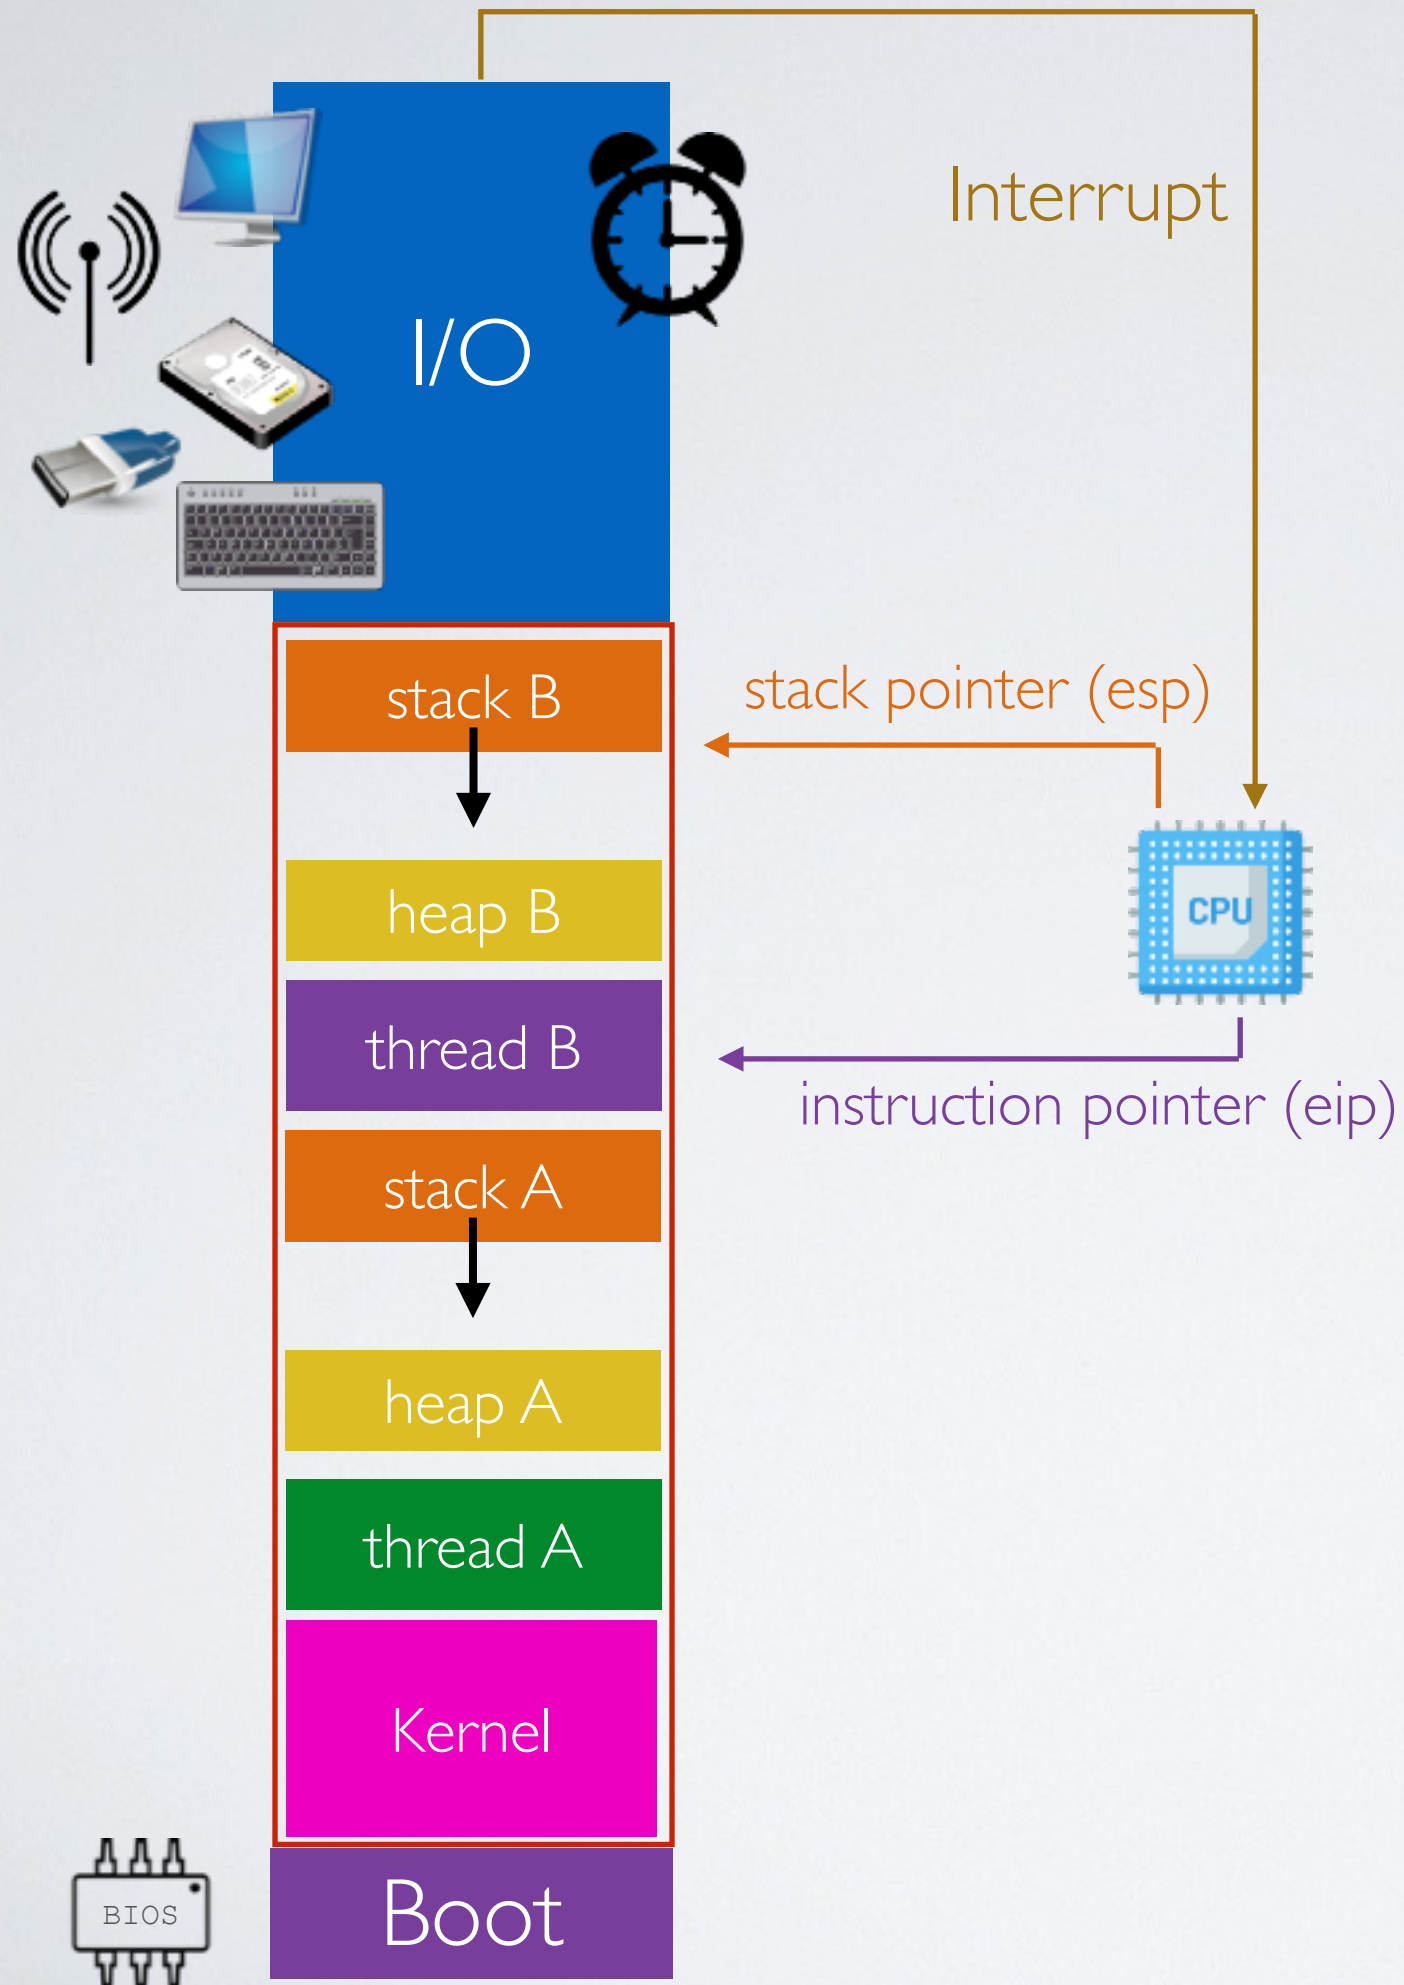 Interrupt
I/O
stack B
stack pointer (esp)
heap B
CPU
thread B
instruction pointer (eip)
stack A
heap A
thread A
Kernel
BIOS
Boot